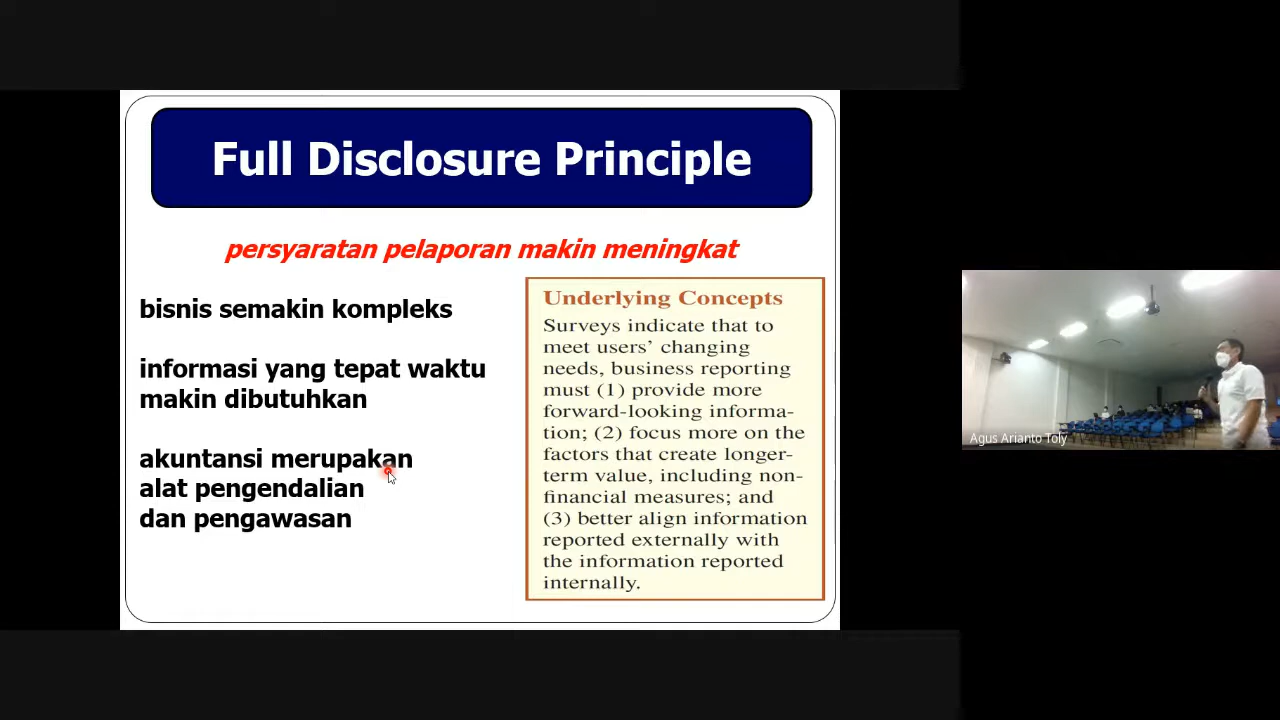 Full Disclosure Principle
persyaratan pelaporan makin meningkat
bisnis semakin kompleks
informasi yang tepat waktu
makin dibutuhkan
akuntansi merupakan
alat pengendalian
dan pengawasan
Underlying Concepts
Surveys indicate that to
meet users’ changing
needs, business reporting
must (1) provide more
forward-looking informa-
tion; (2) focus more on the
factors that create longer-
term value, including non-
financial measures; and
(3) better align information
reported externally with
the information reported
internally.
Agus Arianto Toly